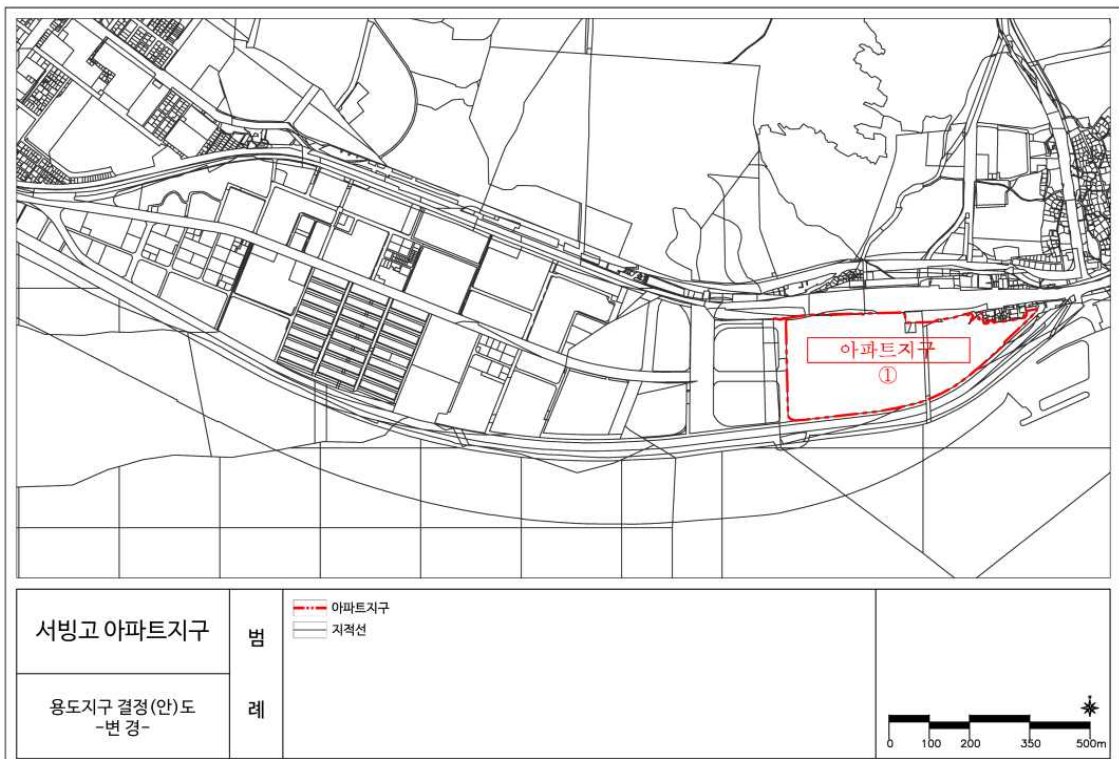 아파트지구
①
서빙고 아파트지구
용도지구 결정(안)도
-변 경-
범
례
아파트지구
지적선
0 100 200 350 500m